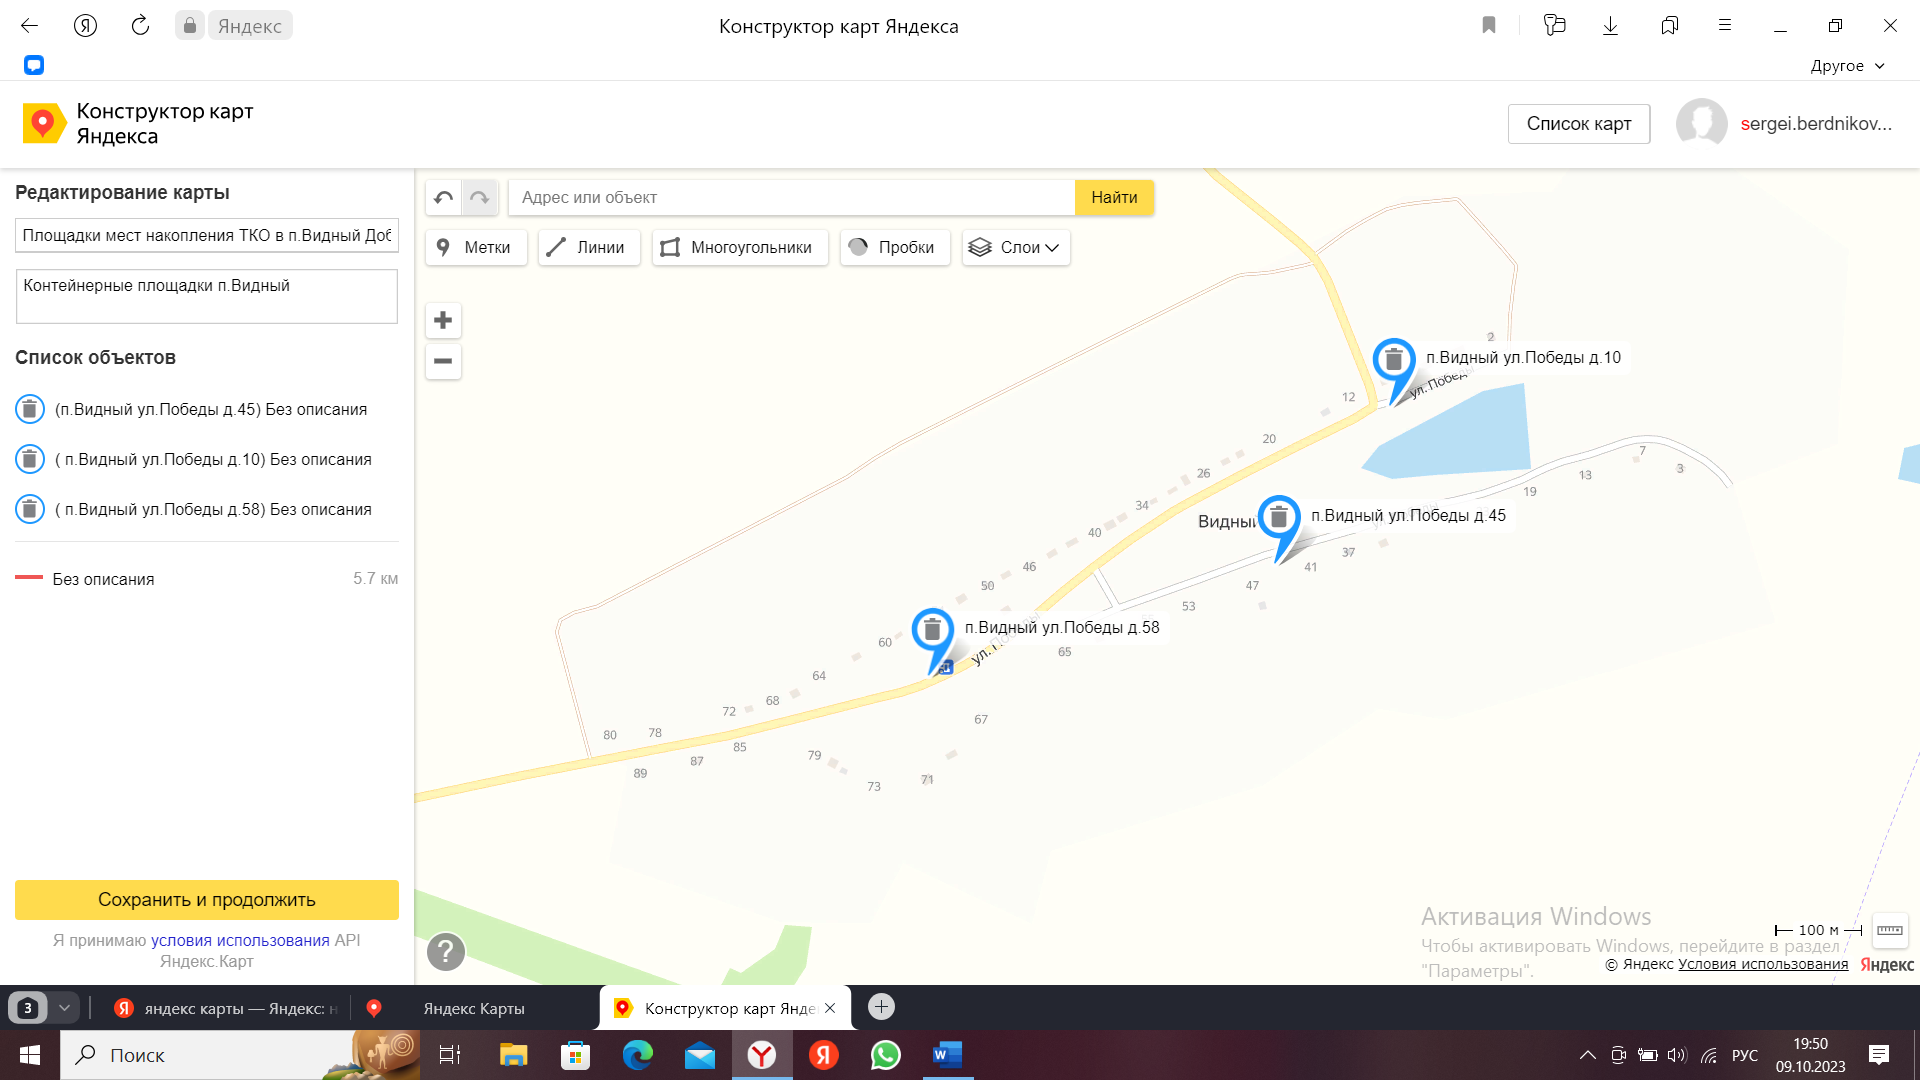 Яндекс
Конструктор карт Яндекса
Другое
Конструктор карт
Яндекса
Список карт
sergei.berdnikov...
Редактирование карты
Площадки мест накопления ТКО в п.Видный Доб
Контейнерные площадки п.Видный
Список объектов
(п.Видный ул.Победы д.45) Без описания
( п.Видный ул.Победы д.10) Без описания
( п.Видный ул.Победы д.58) Без описания
Без описания 5.7 км
Сохранить и продолжить
Я принимаю условия использования API
Яндекс.Карт
Адрес или объект
Найти
Метки
Линии
Многоугольники
Пробки
Слои
2
п.Видный ул.Победы д.10
ул.Победы
12
20
7
3
26
13
19
34
Видный
п.Видный ул.Победы д.45
40
37
46
41
50
47
53
п.Видный ул.Победы д.58
60
65
64
68
72
67
80
78
85
79
87
89
71
73
?
Активация Windows
Чтобы активировать Windows, перейдите в раздел
"Параметры".
100 м
© Яндекс Условия использования Яндекс
3
яндекс карты — Яндекс: н
Яндекс Карты
Конструктор карт Яндe
Поиск
РУС
19:50
09.10.2023